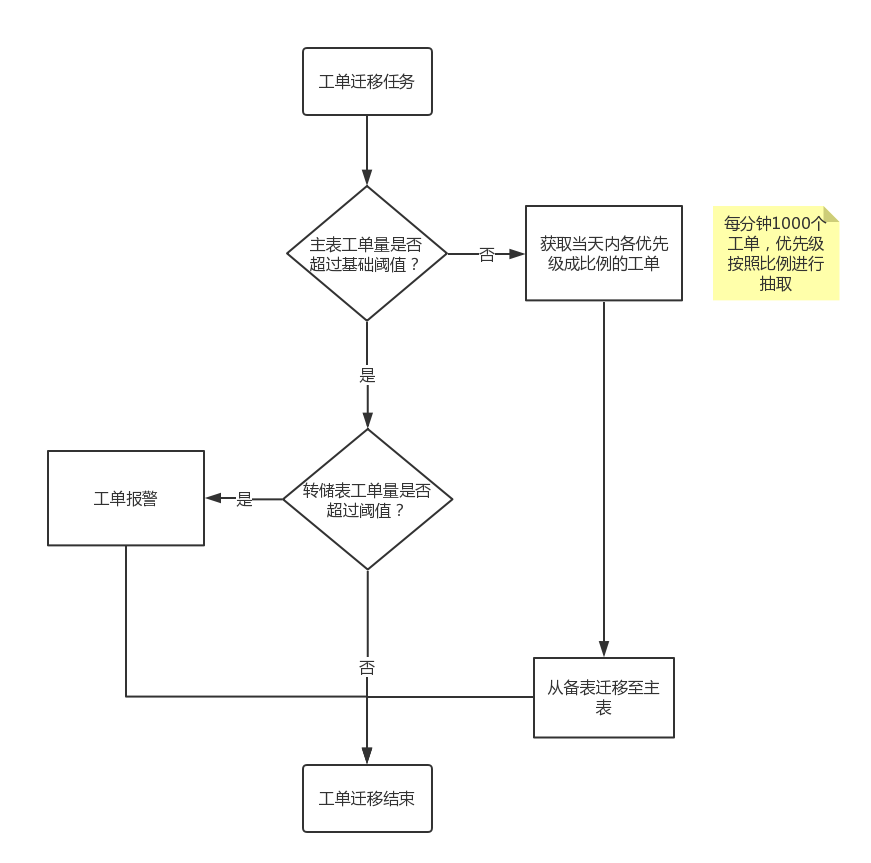 工单迁移任务
主表工单量是否
超过基础阈值？
否
获取当天内各优先
级成比例的工单
每分钟1000个
工单，优先级
按照比例进行
抽取
是
工单报警
是
转储表工单量是否
超过阈值？
否
从备表迁移至主
表
工单迁移结束